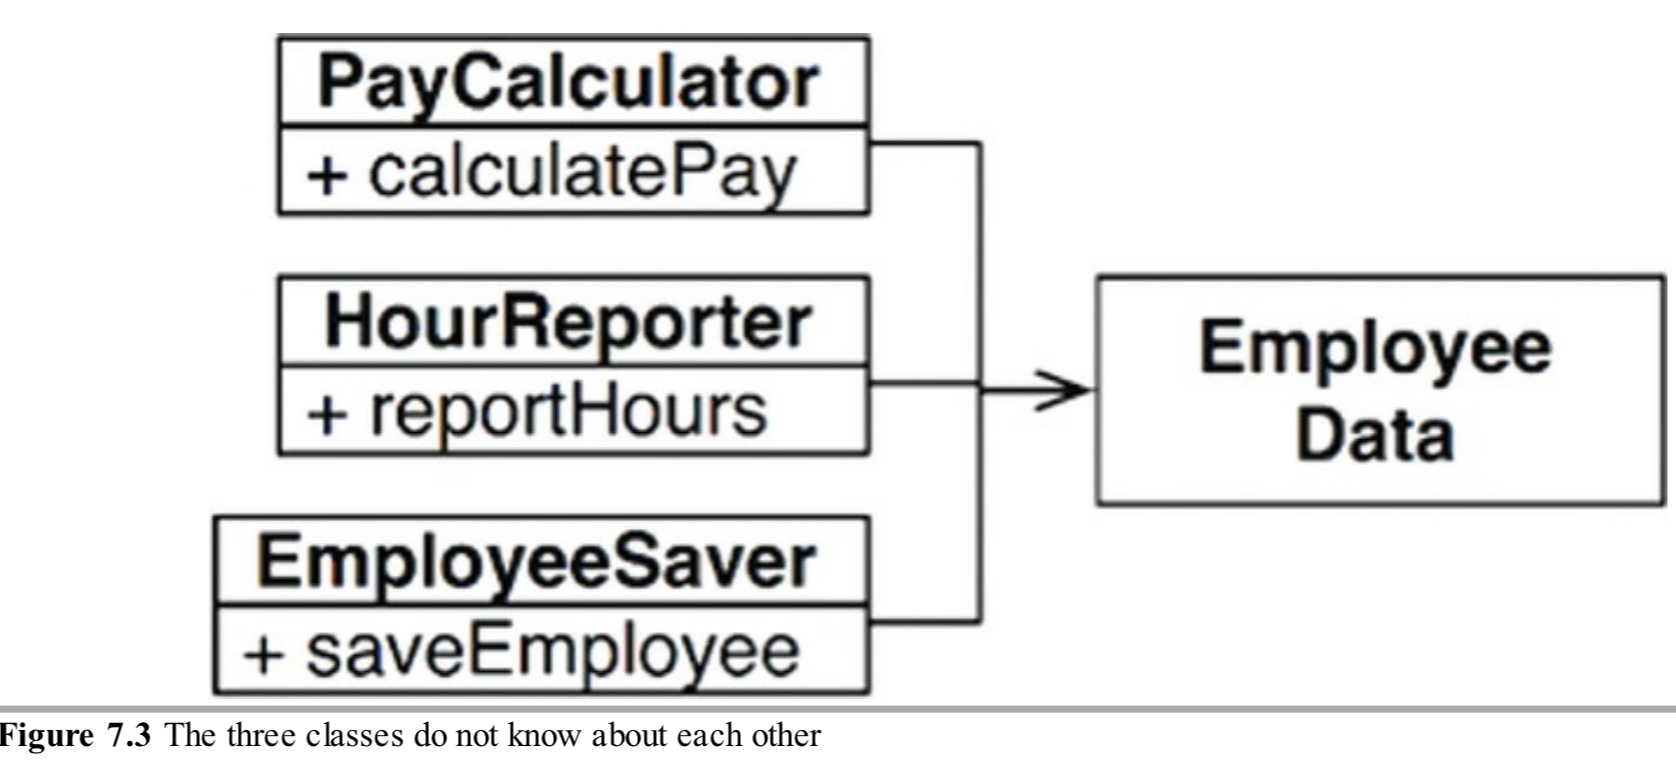 PayCalculator
+ calculatePay
HourReporter
+ reportHours
EmployeeSaver
+ saveEmployee
Employee
Data
Figure 7.3 The three classes do not know about each other